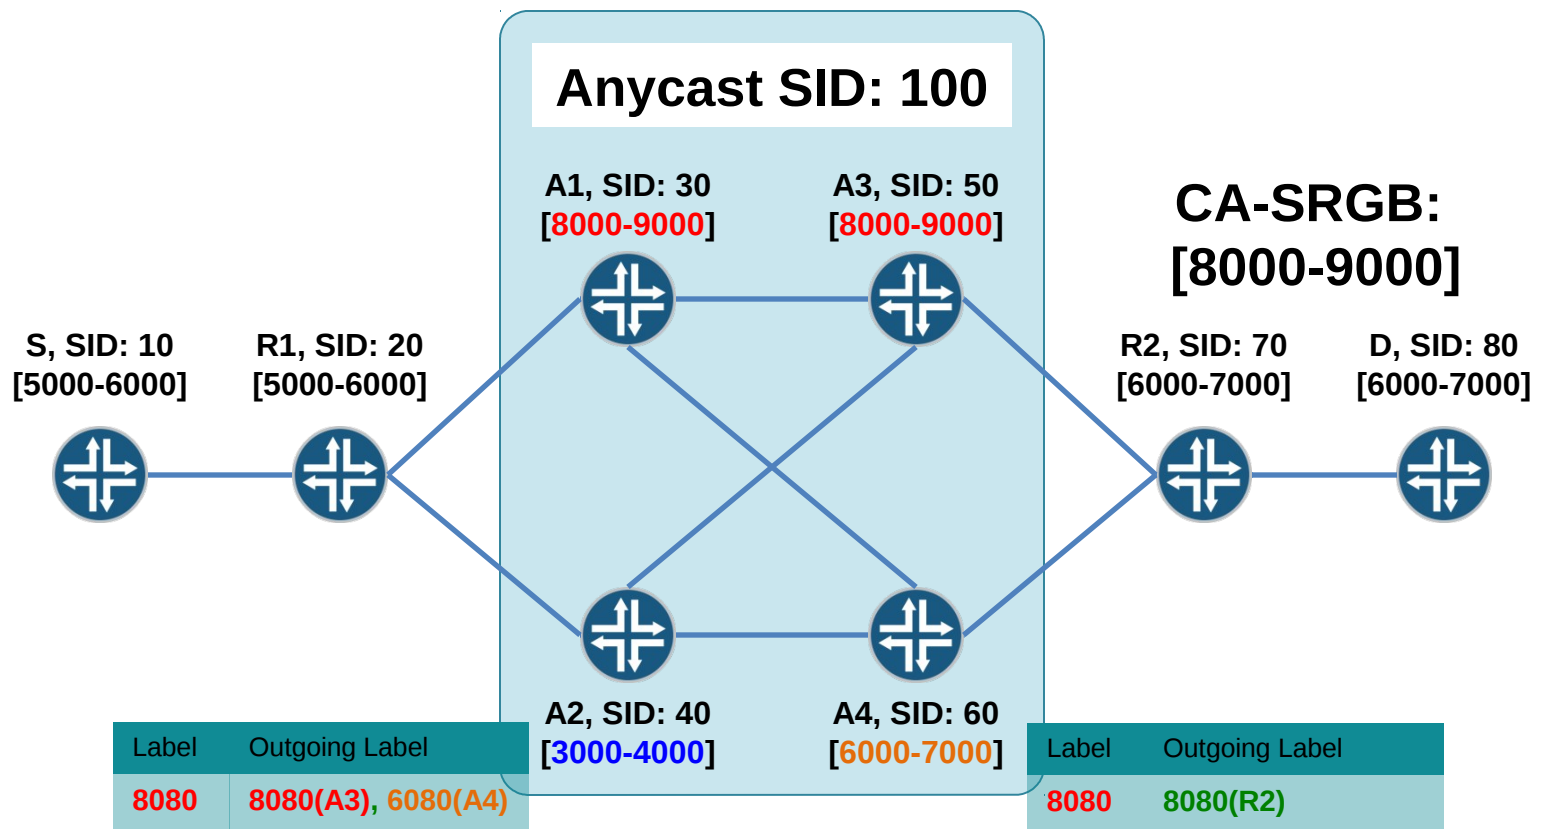 Anycast SID: 100
A1, SID: 30
[8000-9000]
A3, SID: 50
[8000-9000]
CA-SRGB:
[8000-9000]
S, SID: 10
[5000-6000]
R1, SID: 20
[5000-6000]
R2, SID: 70
[6000-7000]
D, SID: 80
[6000-7000]
A2, SID: 40
[3000-4000]
A4, SID: 60
[6000-7000]
Label Outgoing Label
8080 8080(A3), 6080(A4)
Label Outgoing Label
8080 8080(R2)